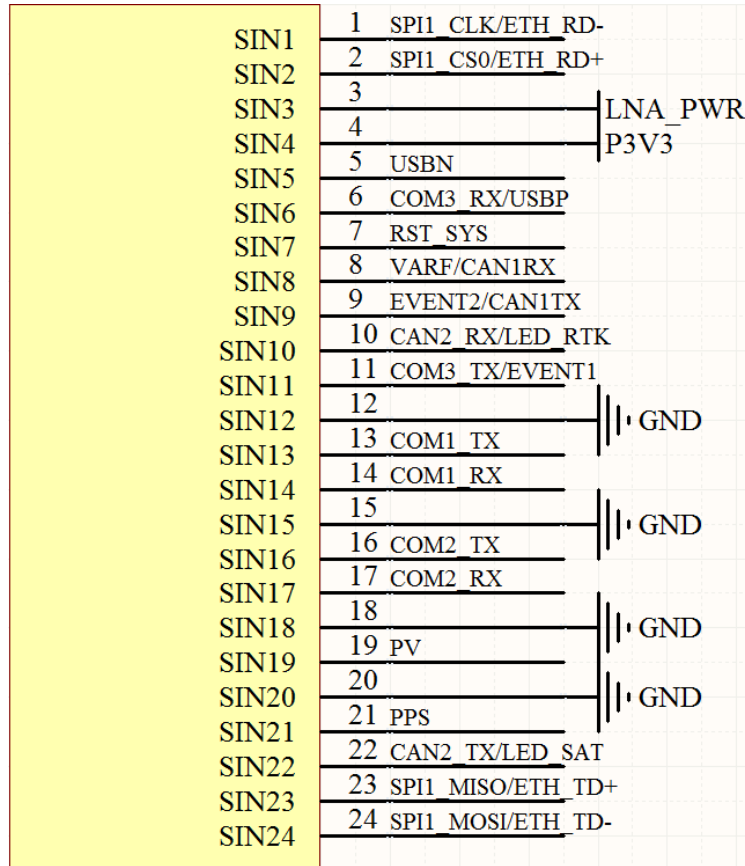 SIN1 1 SPI1_CLK/ETH_RD-
SIN2 2 SPI1_CS0/ETH_RD+
SIN3 3 LNA_PWR
SIN4 4 P3V3
SIN5 5 USBN
SIN6 6 COM3_RX/USBP
SIN7 7 RST_SYS
SIN8 8 VARF/CAN1RX
SIN9 9 EVENT2/CAN1TX
SIN10 10 CAN2_RX/LED_RTK
SIN11 11 COM3_TX/EVENT1
SIN12 12 GND
SIN13 13 COM1_TX
SIN14 14 COM1_RX
SIN15 15 GND
SIN16 16 COM2_TX
SIN17 17 COM2_RX
SIN18 18 GND
SIN19 19 PV
SIN20 20 GND
SIN21 21 PPS
SIN22 22 CAN2_TX/LED_SAT
SIN23 23 SPI1_MISO/ETH_TD+
SIN24 24 SPI1_MOSI/ETH_TD-